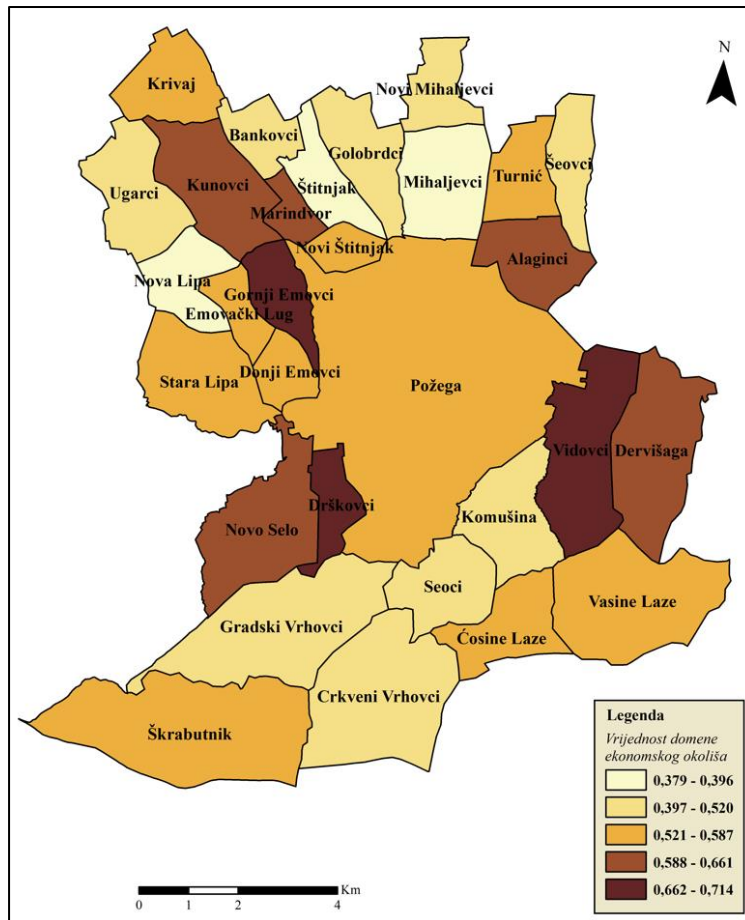 N
Krivaj
Novi Mihaljevci
Bankovci
Golobrdci
Šeovci
Štitnjak
Mihaljevci
Turnić
Kunovci
Ugarci
Marindvor
Novi Štitnjak
Alaginci
Nova Lipa
Gornji Emovci
Emovački Lug
Donji Emovci
Stara Lipa
Požega
Vidovci
Dervišaga
Drškovci
Komušina
Novo Selo
Seoci
Vasine Laze
Gradski Vrhovci
Ćosine Laze
Crkveni Vrhovci
Škrabutnik
Legenda
Vrijednost domene
ekonomskog okoliša
0,379 - 0,396
0,397 - 0,520
0,521 - 0,587
0,588 - 0,661
0,662 - 0,714
Km
0 1 2 4